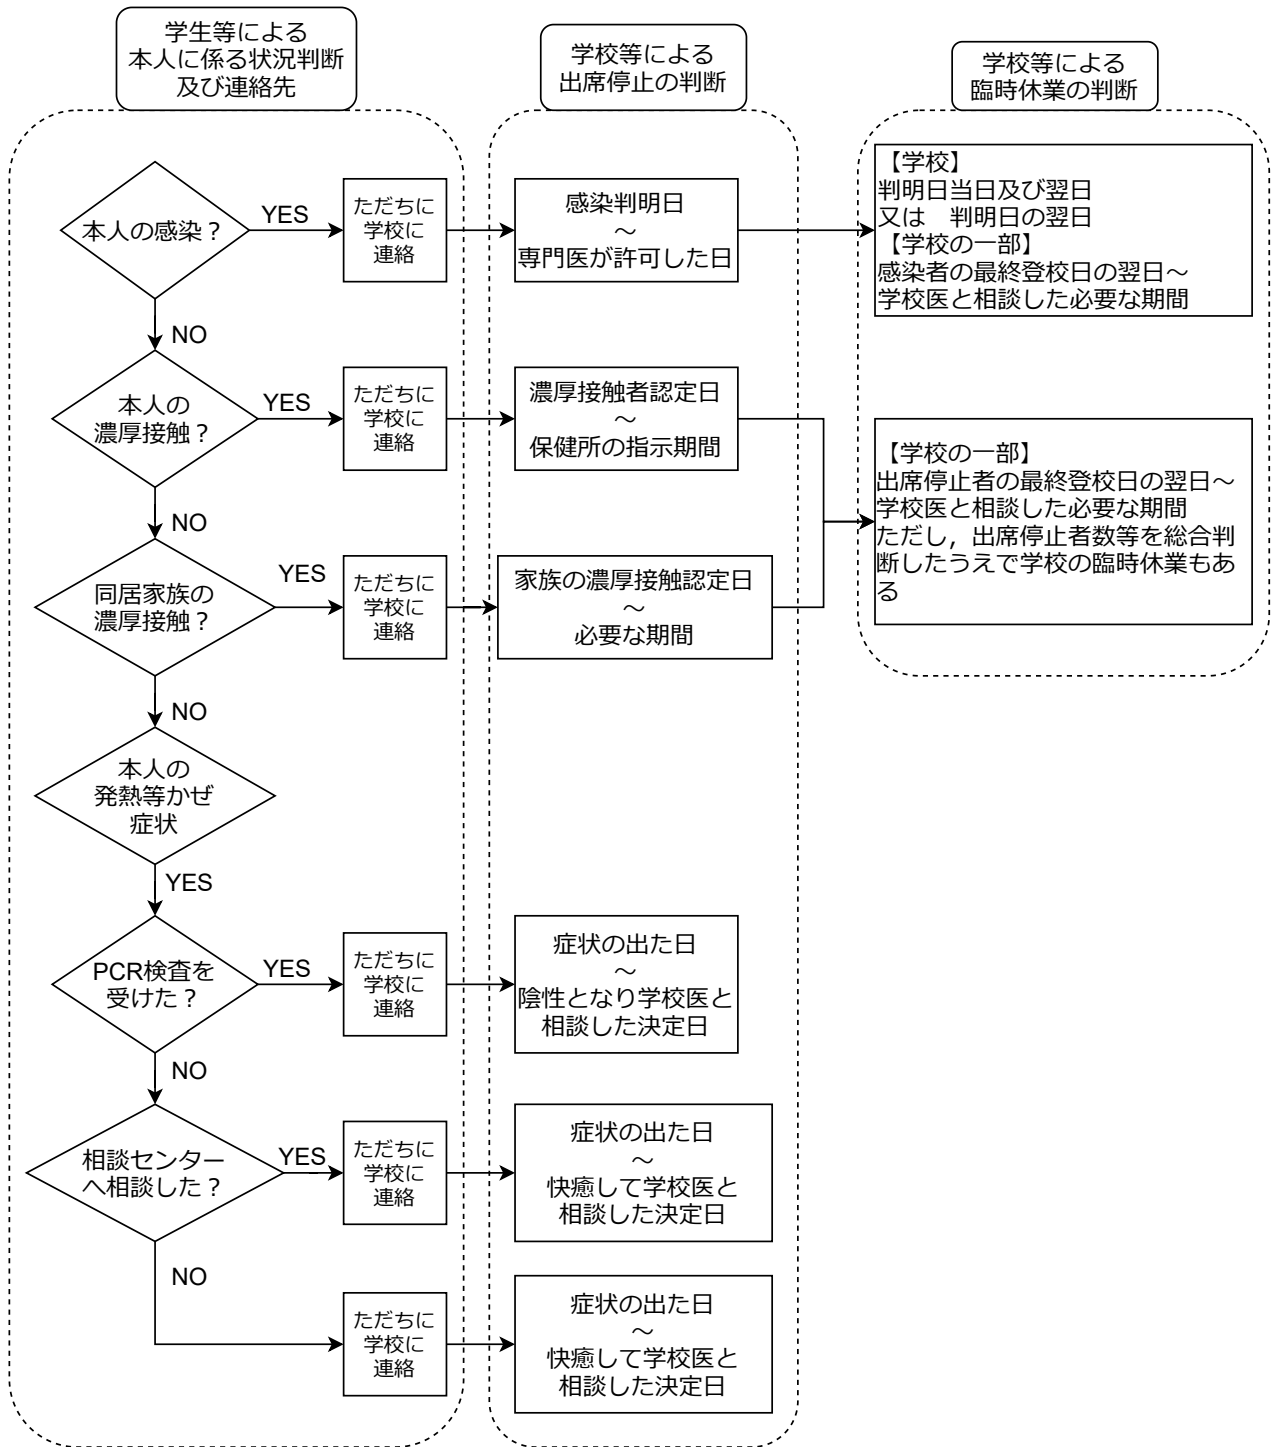 学生等による
本人に係る状況判断
及び連絡先
学校等による
出席停止の判断
学校等による
臨時休業の判断
本人の感染？
YES
ただちに
学校に
連絡
感染判明日
～
専門医が許可した日
【学校】
判明日当日及び翌日
又は　判明日の翌日
【学校の一部】
感染者の最終登校日の翌日～
学校医と相談した必要な期間
NO
本人の
濃厚接触？
YES
ただちに
学校に
連絡
濃厚接触者認定日
～
保健所の指示期間
【学校の一部】
出席停止者の最終登校日の翌日～
学校医と相談した必要な期間
ただし，出席停止者数等を総合判
断したうえで学校の臨時休業もあ
る
NO
同居家族の
濃厚接触？
YES
ただちに
学校に
連絡
家族の濃厚接触認定日
～
必要な期間
NO
本人の
発熱等かぜ
症状
YES
PCR検査を
受けた？
YES
ただちに
学校に
連絡
症状の出た日
～
陰性となり学校医と
相談した決定日
NO
相談センター
へ相談した？
YES
ただちに
学校に
連絡
症状の出た日
～
快癒して学校医と
相談した決定日
NO
ただちに
学校に
連絡
症状の出た日
～
快癒して学校医と
相談した決定日